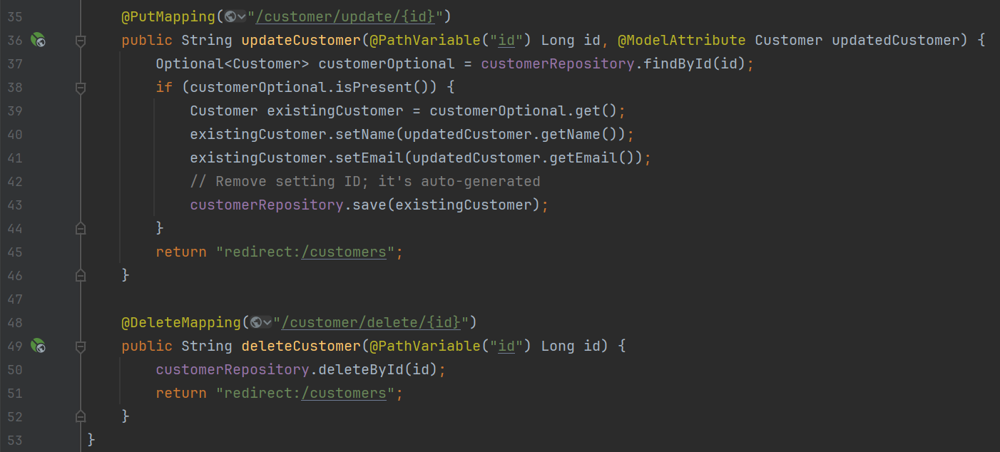 35 @PutMapping("/customer/update/{id}")
36 public String updateCustomer(@PathVariable("id") Long id, @ModelAttribute Customer updatedCustomer) {
37 Optional<Customer> customerOptional = customerRepository.findById(id);
38 if (customerOptional.isPresent()) {
39 Customer existingCustomer = customerOptional.get();
40 existingCustomer.setName(updatedCustomer.getName());
41 existingCustomer.setEmail(updatedCustomer.getEmail());
42 // Remove setting ID; it's auto-generated
43 customerRepository.save(existingCustomer);
44 }
45 return "redirect:/customers";
46 }
47
48 @DeleteMapping("/customer/delete/{id}")
49 public String deleteCustomer(@PathVariable("id") Long id) {
50 customerRepository.deleteById(id);
51 return "redirect:/customers";
52 }
53 }